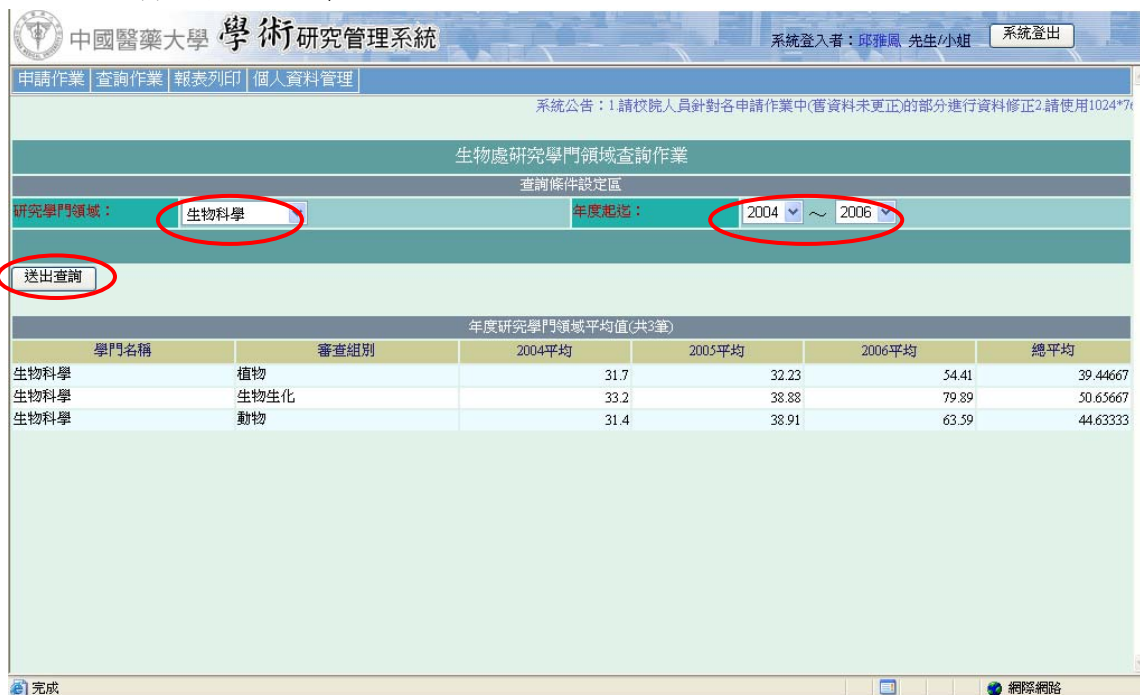 中國醫藥大學 學術研究管理系統 系統登入者：邱雅鳳 先生/小姐 系統登出
申請作業 查詢作業 報表列印 個人資料管理
系統公告：1.請校院人員針對各申請作業中(舊資料未更正)的部分進行資料修正2.請使用1024*7
生物處研究學門領域查詢作業
查詢條件設定區
研究學門領域： 生物科學 年度起迄： 2004 ～ 2006
送出查詢
年度研究學門領域平均值(共3筆)
學門名稱 審查組別 2004平均 2005平均 2006平均 總平均
生物科學 植物 31.7 32.23 54.41 39.44667
生物科學 生物生化 33.2 38.88 79.89 50.65667
生物科學 動物 31.4 38.91 63.59 44.63333
完成 網際網路